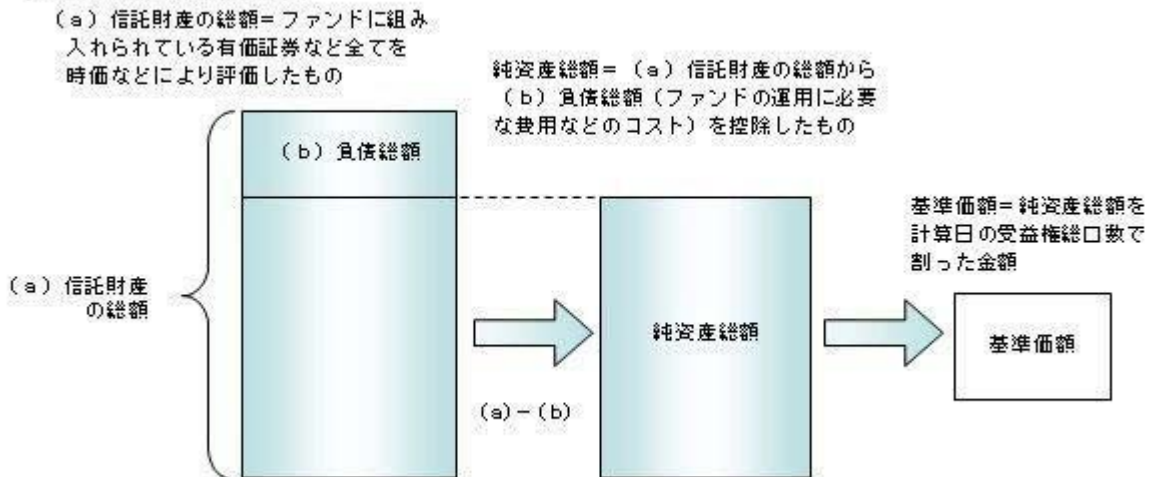 （a）信託財産の総額＝ファンドに組み
入れられている有価証券など全てを
時価などにより評価したもの
純資産総額＝（a）信託財産の総額から
（b）負債総額（ファンドの運用に必要
な費用などのコスト）を控除したもの
（b）負債総額
基準価額＝純資産総額を
計算日の受益権総口数で
割った金額
（a）信託財産
の総額
純資産総額
基準価額
（a）－（b）